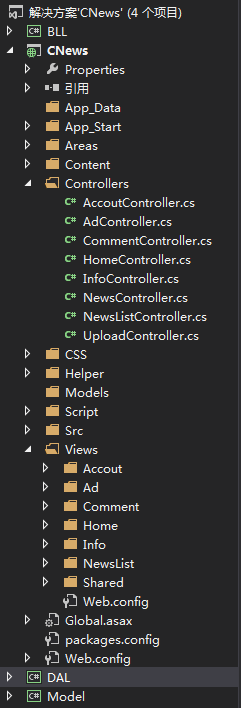 解决方案'CNews' (4 个项目)
BLL
CNews
Properties
引用
App_Data
App_Start
Areas
Content
Controllers
AccoutController.cs
AdController.cs
CommentController.cs
HomeController.cs
InfoController.cs
NewsController.cs
NewsListController.cs
UploadController.cs
CSS
Helper
Models
Script
Src
Views
Accout
Ad
Comment
Home
Info
NewsList
Shared
Web.config
Global.asax
packages.config
Web.config
DAL
Model